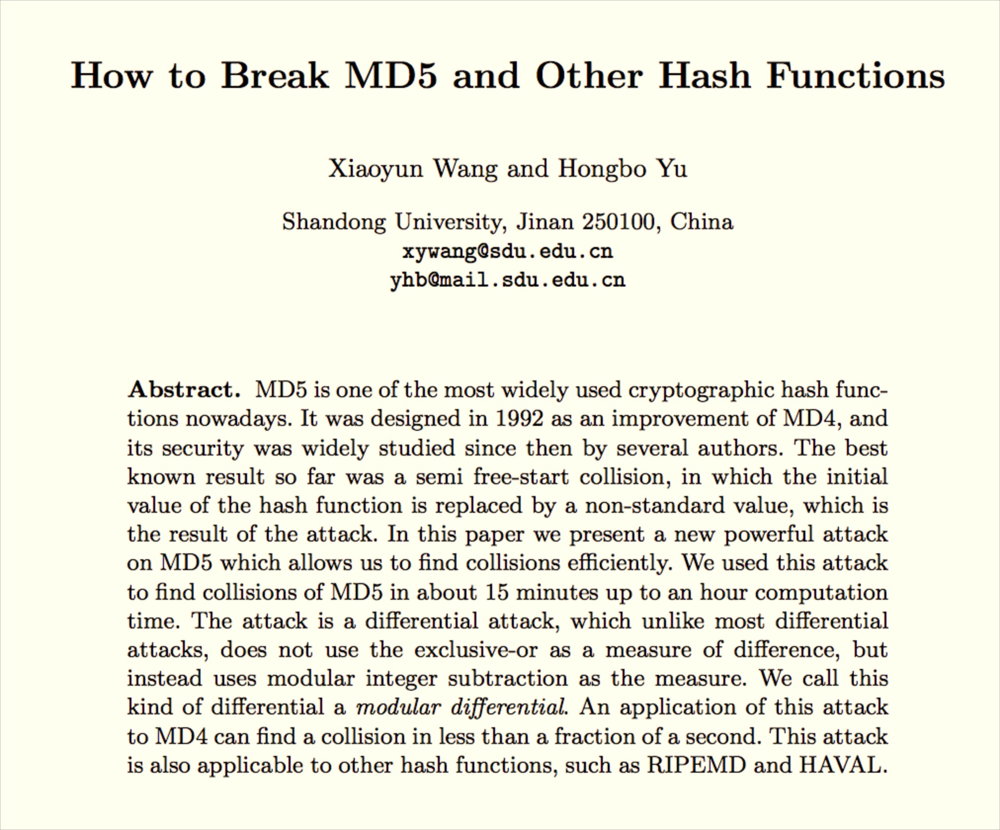 How to Break MD5 and Other Hash Functions
Xiaoyun Wang and Hongbo Yu
Shandong University, Jinan 250100, China
xywang@sdu.edu.cn
yhb@mail.sdu.edu.cn
Abstract. MD5 is one of the most widely used cryptographic hash func-
tions nowadays. It was designed in 1992 as an improvement of MD4, and
its security was widely studied since then by several authors. The best
known result so far was a semi free-start collision, in which the initial
value of the hash function is replaced by a non-standard value, which is
the result of the attack. In this paper we present a new powerful attack
on MD5 which allows us to find collisions efficiently. We used this attack
to find collisions of MD5 in about 15 minutes up to an hour computation
time. The attack is a differential attack, which unlike most differential
attacks, does not use the exclusive-or as a measure of difference, but
instead uses modular integer subtraction as the measure. We call this
kind of differential a modular differential. An application of this attack
to MD4 can find a collision in less than a fraction of a second. This attack
is also applicable to other hash functions, such as RIPEMD and HAVAL.